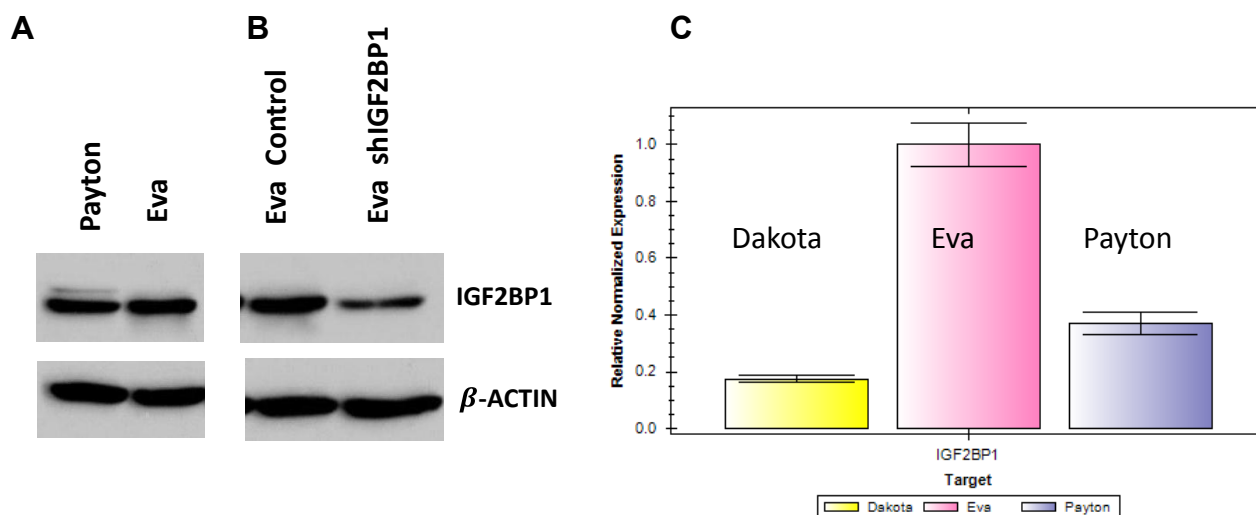 A
B
C
Payton
Eva
Eva Control
Eva shIGF2BP1
IGF2BP1
β-ACTIN
Relative Normalized Expression
1.0
0.8
0.6
0.4
0.2
0.0
Dakota
Eva
Payton
IGF2BP1
Target
Dakota Eva Payton